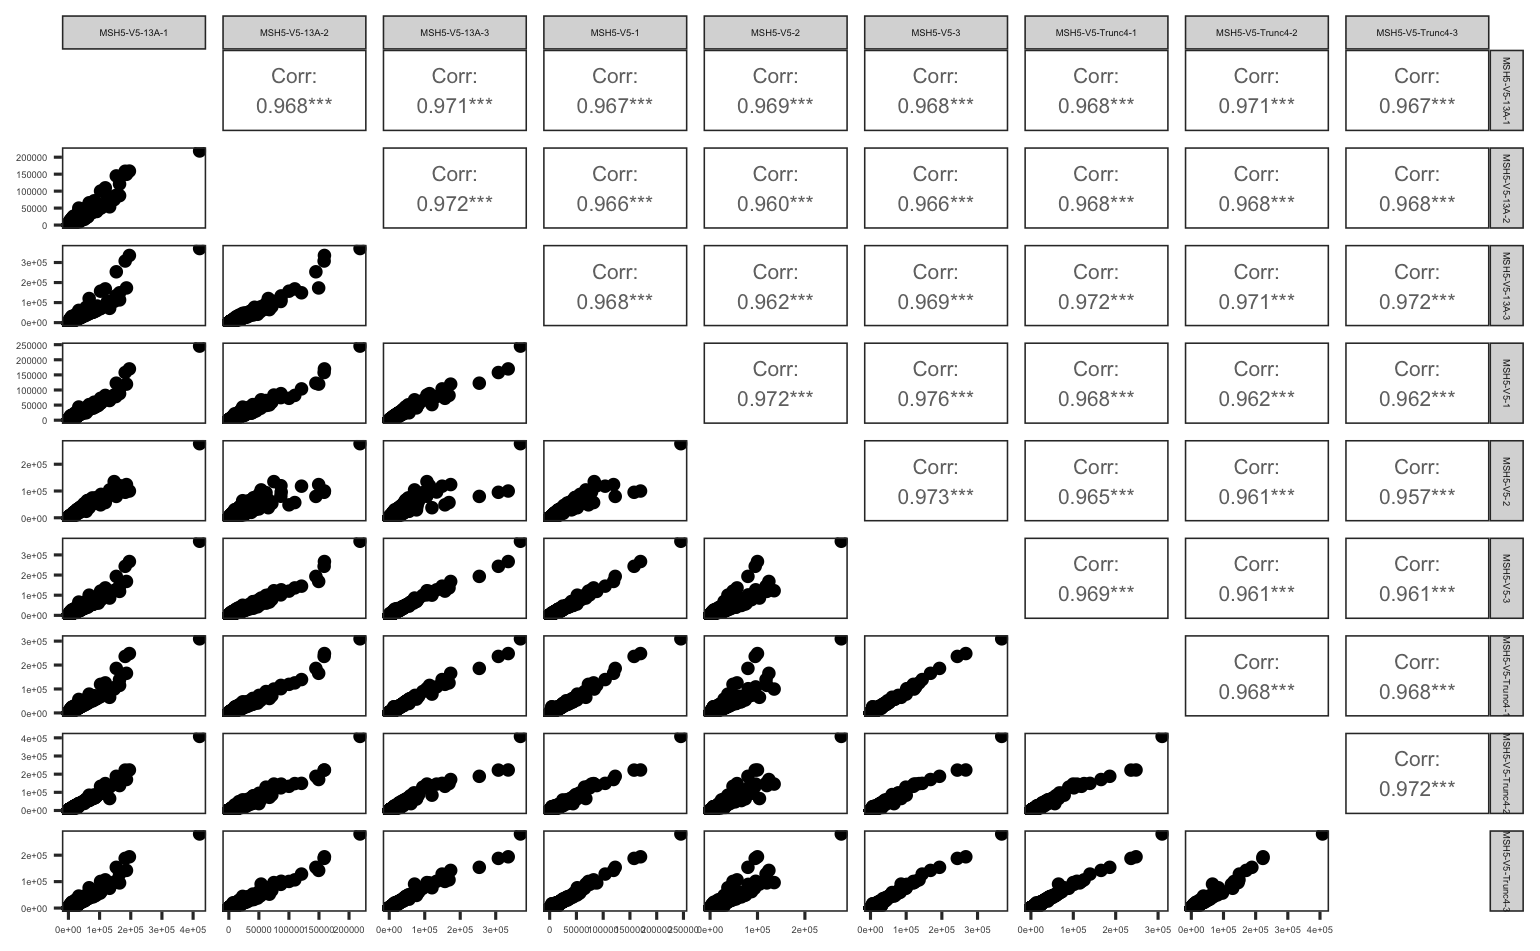 MSH5-V5-13A-1 MSH5-V5-13A-2 MSH5-V5-13A-3 MSH5-V5-1 MSH5-V5-2 MSH5-V5-3 MSH5-V5-Trunc4-1 MSH5-V5-Trunc4-2 MSH5-V5-Trunc4-3
Corr: Corr: Corr: Corr: Corr: Corr: Corr: Corr:
0.968*** 0.971*** 0.967*** 0.969*** 0.968*** 0.968*** 0.971*** 0.967***
MSH5-V5-13A-1
200000
150000
100000
50000
0
Corr: Corr: Corr: Corr: Corr: Corr: Corr:
0.972*** 0.966*** 0.960*** 0.966*** 0.968*** 0.968*** 0.968***
MSH5-V5-13A-2
3e+05
2e+05
1e+05
0e+00
Corr: Corr: Corr: Corr: Corr: Corr:
0.968*** 0.962*** 0.969*** 0.972*** 0.971*** 0.972***
MSH5-V5-13A-3
250000
200000
150000
100000
50000
0
Corr: Corr: Corr: Corr: Corr:
0.972*** 0.976*** 0.968*** 0.962*** 0.962***
MSH5-V5-1
2e+05
1e+05
0e+00
Corr: Corr: Corr: Corr:
0.973*** 0.965*** 0.961*** 0.957***
MSH5-V5-2
3e+05
2e+05
1e+05
0e+00
Corr: Corr: Corr:
0.969*** 0.961*** 0.961***
MSH5-V5-3
3e+05
2e+05
1e+05
0e+00
Corr: Corr:
0.968*** 0.968***
MSH5-V5-Trunc4-1
4e+05
3e+05
2e+05
1e+05
0e+00
Corr:
0.972***
MSH5-V5-Trunc4-2
2e+05
1e+05
0e+00
MSH5-V5-Trunc4-3
0e+00 1e+05 2e+05 3e+05 4e+05 0 50000 100000 150000 200000 0e+00 1e+05 2e+05 3e+05 0 50000 100000 150000 200000 250000 0e+00 1e+05 2e+05 0e+00 1e+05 2e+05 3e+05 0e+00 1e+05 2e+05 3e+05 0e+00 1e+05 2e+05 3e+05 4e+05